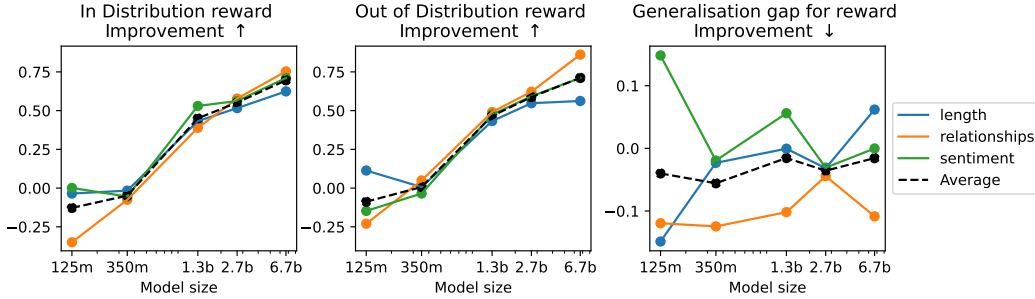 In Distribution reward
Improvement ↑
0.75
0.50
0.25
0.00
−0.25
125m 350m 1.3b 2.7b 6.7b
Model size
Out of Distribution reward
Improvement ↑
0.75
0.50
0.25
0.00
−0.25
125m 350m 1.3b 2.7b 6.7b
Model size
Generalisation gap for reward
Improvement ↓
0.1
0.0
−0.1
125m 350m 1.3b 2.7b 6.7b
Model size
length
relationships
sentiment
Average